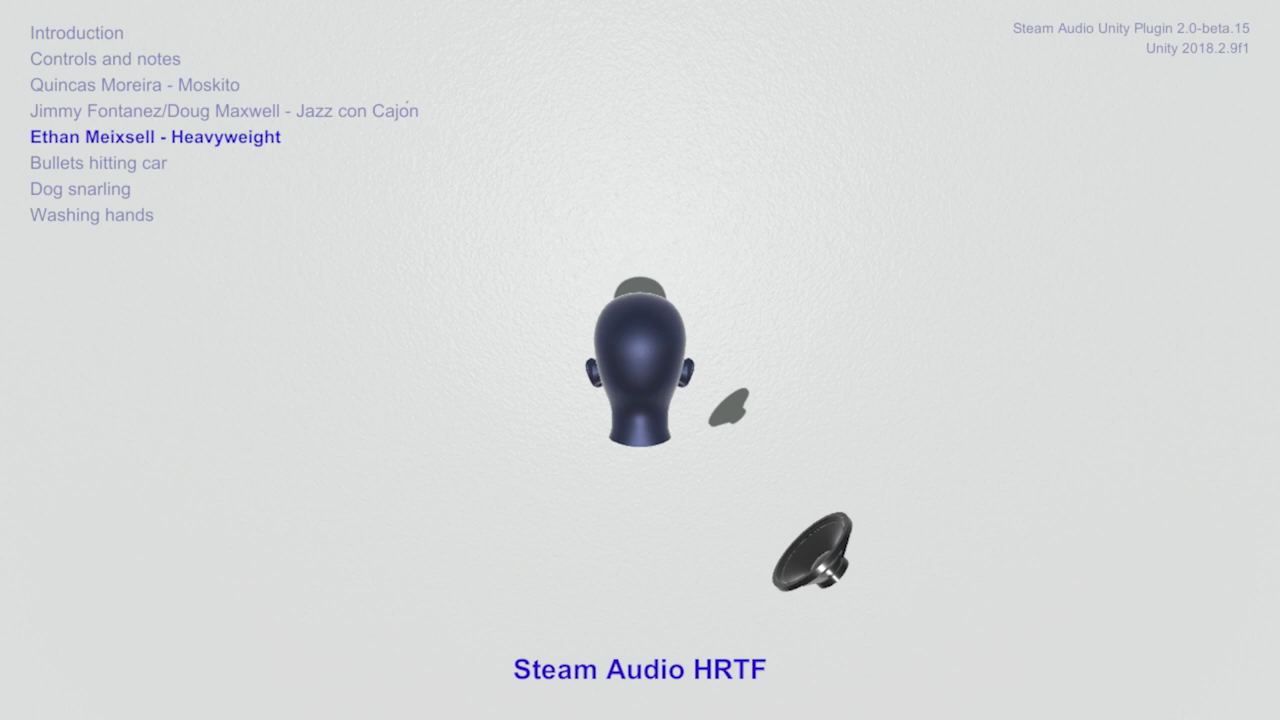 Introduction
Controls and notes
Quincas Moreira - Moskito
Jimmy Fontanez/Doug Maxwell - Jazz con Cajón
Ethan Meixsell - Heavyweight
Bullets hitting car
Dog snarling
Washing hands
Steam Audio Unity Plugin 2.0-beta.15
Unity 2018.2.9f1
Steam Audio HRTF